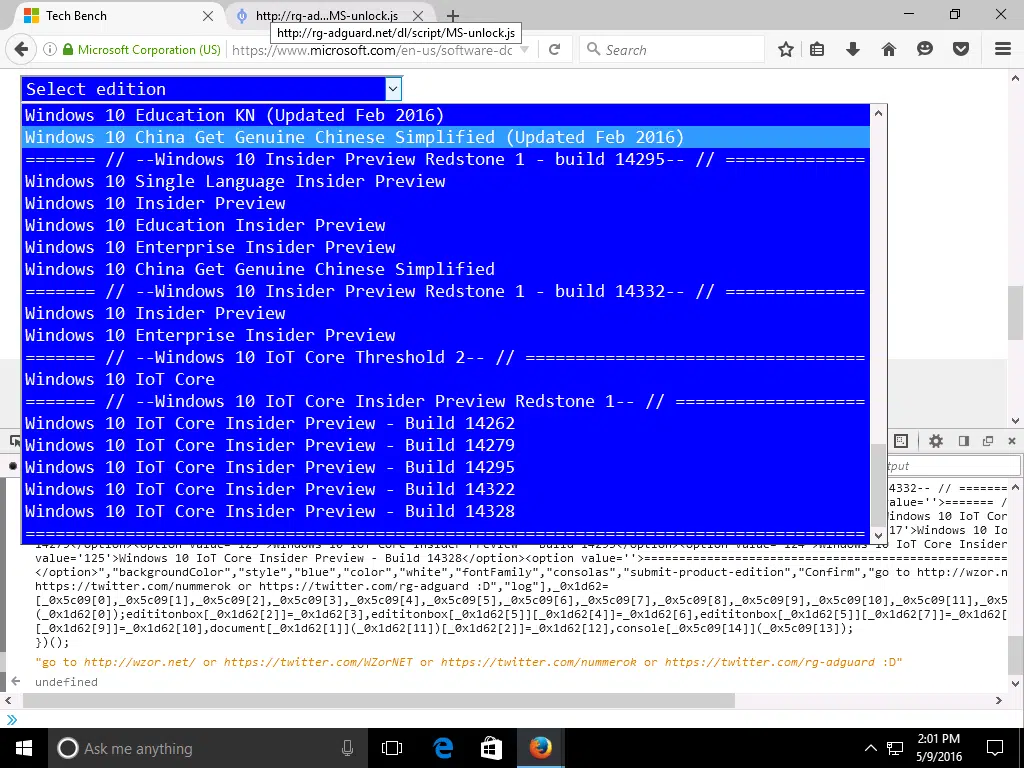 Tech Bench
http://rg-ad...MS-unlock.js
http://rg-adguard.net/dl/script/MS-unlock.js
Microsoft Corporation (US)
https://www.microsoft.com/en-us/software-dc
Search
Select edition
Windows 10 Education KN (Updated Feb 2016)
Windows 10 China Get Genuine Chinese Simplified (Updated Feb 2016)
======= // --Windows 10 Insider Preview Redstone 1 - build 14295-- // ==============
Windows 10 Single Language Insider Preview
Windows 10 Insider Preview
Windows 10 Education Insider Preview
Windows 10 Enterprise Insider Preview
Windows 10 China Get Genuine Chinese Simplified
======= // --Windows 10 Insider Preview Redstone 1 - build 14332-- // ==============
Windows 10 Insider Preview
Windows 10 Enterprise Insider Preview
======= // --Windows 10 IoT Core Threshold 2-- // ==================================
Windows 10 IoT Core
======= // --Windows 10 IoT Core Insider Preview Redstone 1-- // ===================
Windows 10 IoT Core Insider Preview - Build 14262
Windows 10 IoT Core Insider Preview - Build 14279
Windows 10 IoT Core Insider Preview - Build 14295
Windows 10 IoT Core Insider Preview - Build 14322
Windows 10 IoT Core Insider Preview - Build 14328
====================================================================================
tput
4332-- // =======
value=''>======= /
indows 10 IoT Cor
17'>Windows 10 Io
IoT Core Insider
value='125'>Windows 10 IoT Core Insider Preview - Build 14328</option><option value=''>
</option>","backgroundColor","style","blue","color","white","fontFamily","consolas","submit-product-edition","Confirm","go to http://wzor.n
https://twitter.com/nummerok or https://twitter.com/rg-adguard :D","log"],_0x1d62=
[_0x5c09[0],_0x5c09[1],_0x5c09[2],_0x5c09[3],_0x5c09[4],_0x5c09[5],_0x5c09[6],_0x5c09[7],_0x5c09[8],_0x5c09[9],_0x5c09[10],_0x5c09[11],_0x5
(_0x1d62[0]);edititonbox[_0x1d62[2]]=_0x1d62[3],edititonbox[_0x1d62[5]][_0x1d62[4]]=_0x1d62[6],edititonbox[_0x1d62[5]][_0x1d62[7]]=_0x1d62[
[_0x1d62[9]]=_0x1d62[10],document[_0x1d62[1]](_0x1d62[11])[_0x1d62[2]]=_0x1d62[12],console[_0x5c09[14]](_0x5c09[13]);
})();
"go to http://wzor.net/ or https://twitter.com/WZorNET or https://twitter.com/nummerok or https://twitter.com/rg-adguard :D"
undefined
Ask me anything
2:01 PM
5/9/2016